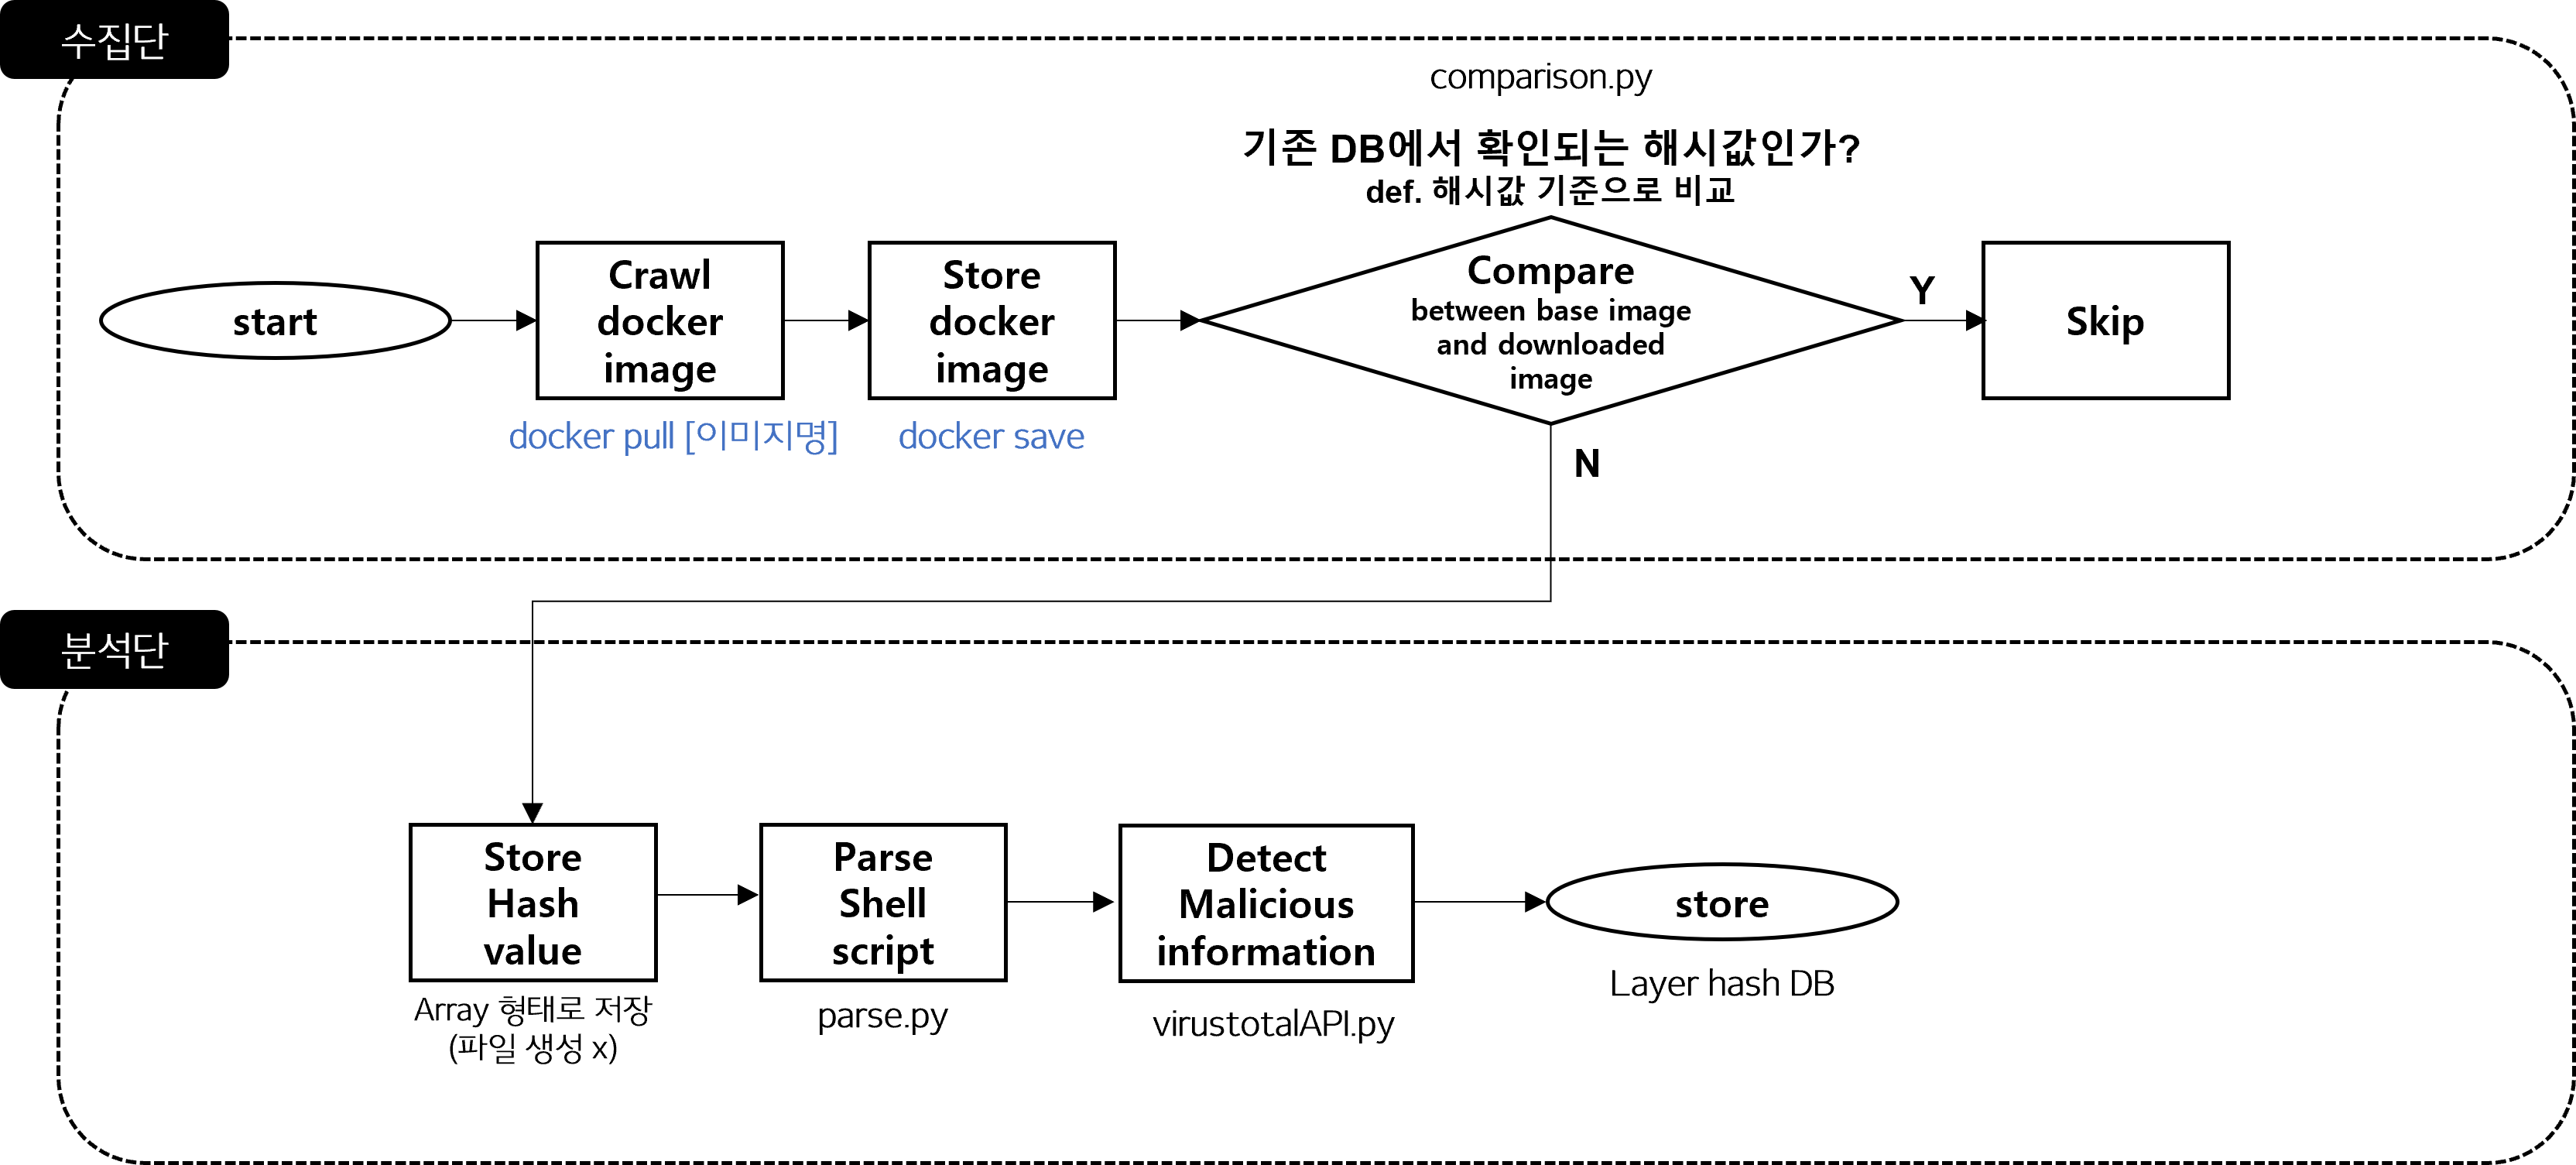 수집단
comparison.py
기존 DB에서 확인되는 해시값인가?
def. 해시값 기준으로 비교
start
Crawl
docker
image
docker pull [이미지명]
Store
docker
image
docker save
Compare
between base image
and downloaded
image
Y
Skip
N
분석단
Store
Hash
value
Array 형태로 저장
(파일 생성 x)
Parse
Shell
script
parse.py
Detect
Malicious
information
virustotalAPI.py
store
Layer hash DB